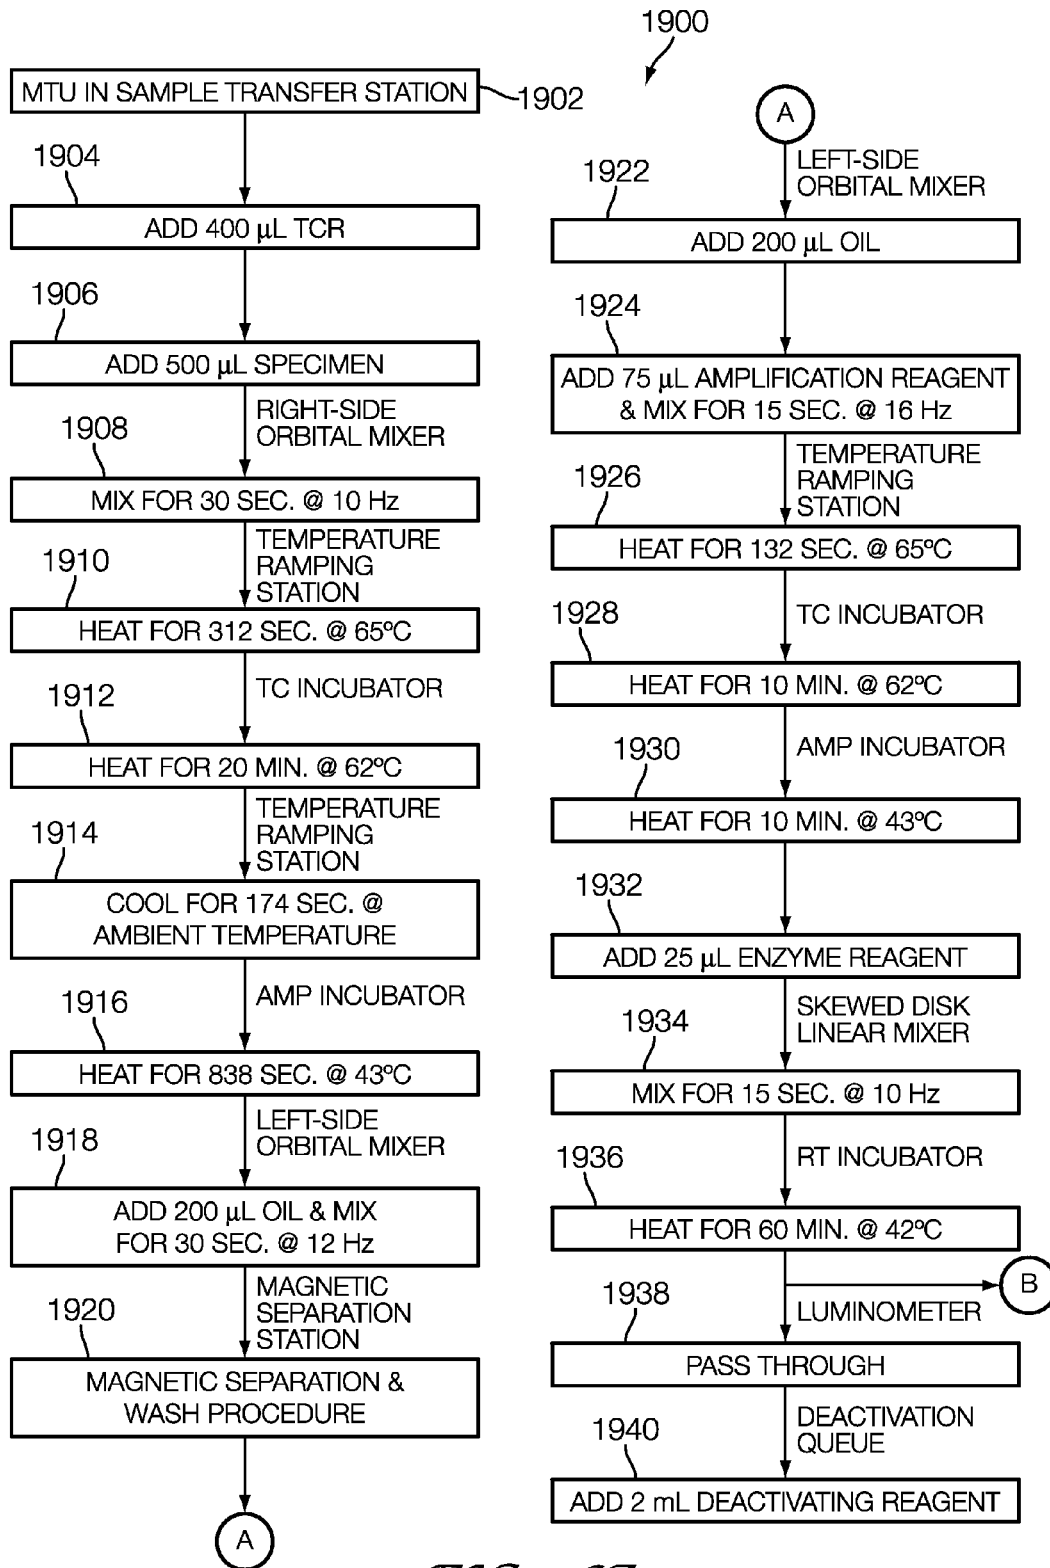 1900
MTU IN SAMPLE TRANSFER STATION
1902
1904
ADD 400 µL TCR
1906
ADD 500 µL SPECIMEN
RIGHT-SIDE
ORBITAL MIXER
1908
MIX FOR 30 SEC. @ 10 Hz
TEMPERATURE
RAMPING
STATION
1910
HEAT FOR 312 SEC. @ 65ºC
TC INCUBATOR
1912
HEAT FOR 20 MIN. @ 62ºC
TEMPERATURE
RAMPING
STATION
1914
COOL FOR 174 SEC. @
AMBIENT TEMPERATURE
AMP INCUBATOR
1916
HEAT FOR 838 SEC. @ 43ºC
LEFT-SIDE
ORBITAL MIXER
1918
ADD 200 µL OIL & MIX
FOR 30 SEC. @ 12 Hz
MAGNETIC
SEPARATION
STATION
1920
MAGNETIC SEPARATION &
WASH PROCEDURE
A
A
LEFT-SIDE
ORBITAL MIXER
1922
ADD 200 µL OIL
1924
ADD 75 µL AMPLIFICATION REAGENT
& MIX FOR 15 SEC. @ 16 Hz
TEMPERATURE
RAMPING
STATION
1926
HEAT FOR 132 SEC. @ 65ºC
TC INCUBATOR
1928
HEAT FOR 10 MIN. @ 62ºC
AMP INCUBATOR
1930
HEAT FOR 10 MIN. @ 43ºC
1932
ADD 25 µL ENZYME REAGENT
SKEWED DISK
LINEAR MIXER
1934
MIX FOR 15 SEC. @ 10 Hz
RT INCUBATOR
1936
HEAT FOR 60 MIN. @ 42ºC
B
LUMINOMETER
1938
PASS THROUGH
DEACTIVATION
QUEUE
1940
ADD 2 mL DEACTIVATING REAGENT